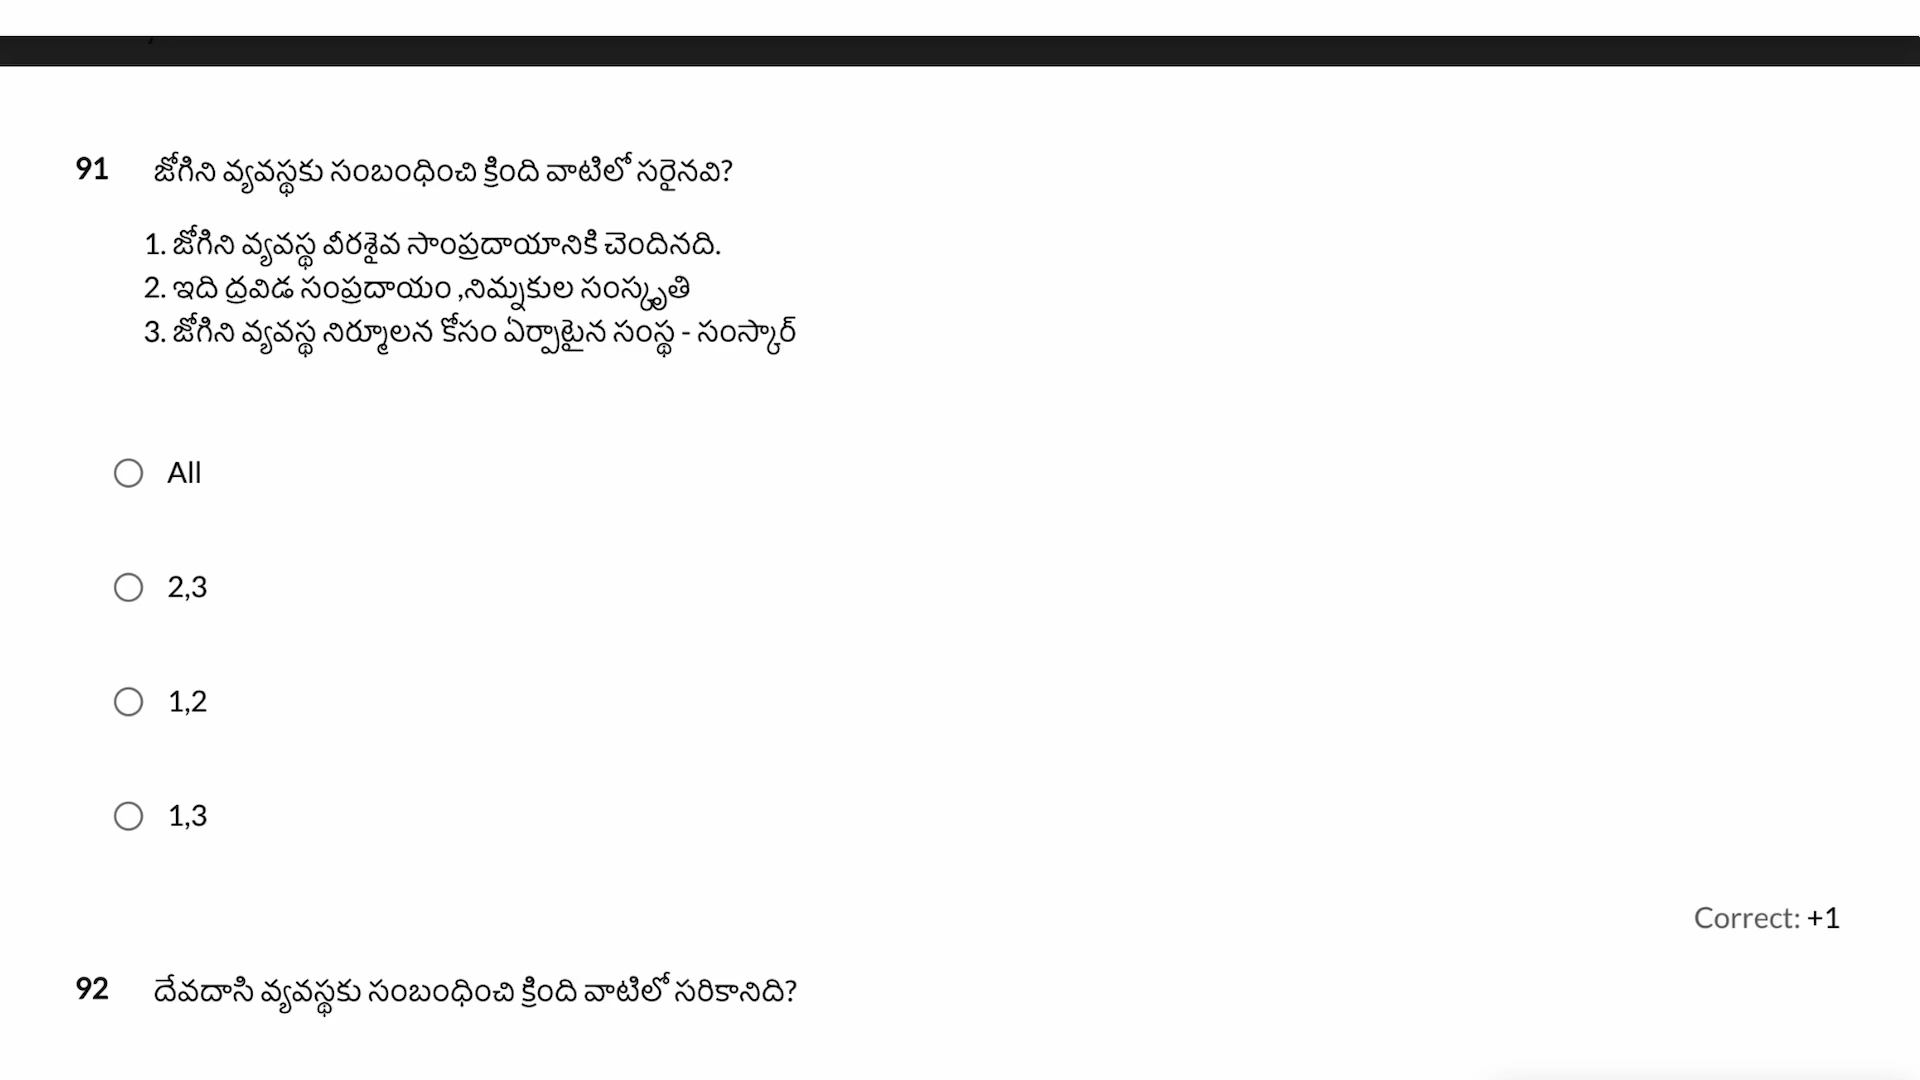 91 జోగిని వ్యవస్థకు సంబంధించి క్రింది వాటిలో సరైనవి?
1. జోగిని వ్యవస్థ వీరశైవ సాంప్రదాయానికి చెందినది.
2. ఇది ద్రవిడ సంప్రదాయం ,నిమ్నకుల సంస్కృతి
3. జోగిని వ్యవస్థ నిర్మూలన కోసం ఏర్పాటైన సంస్థ - సంస్కార్
All
2,3
1,2
1,3
Correct: +1
92 దేవదాసి వ్యవస్థకు సంబంధించి క్రింది వాటిలో సరికానిది?